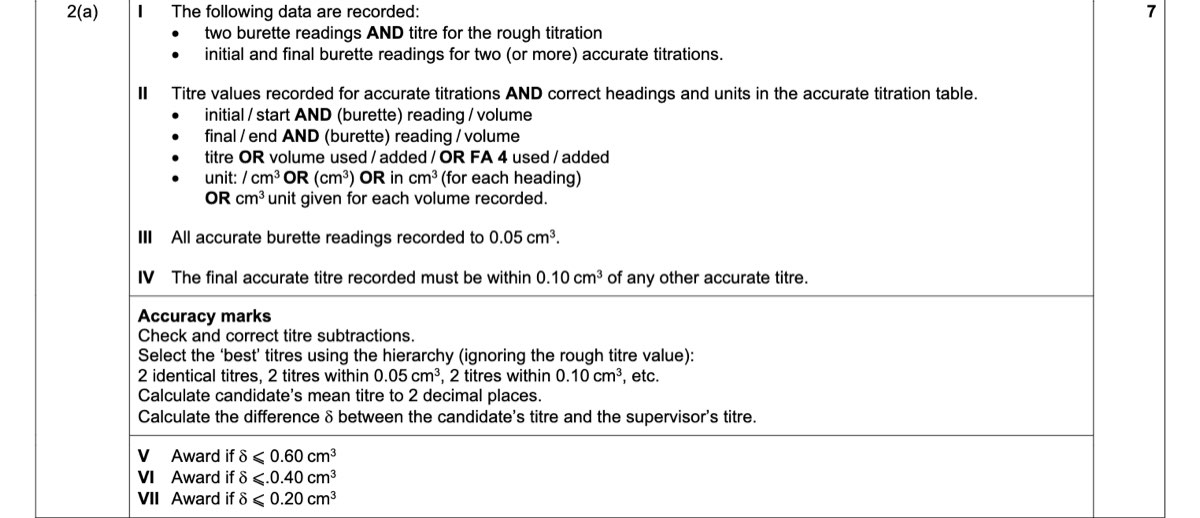 2(a) I The following data are recorded: 7
• two burette readings AND titre for the rough titration
• initial and final burette readings for two (or more) accurate titrations.
II Titre values recorded for accurate titrations AND correct headings and units in the accurate titration table.
• initial / start AND (burette) reading / volume
• final / end AND (burette) reading / volume
• titre OR volume used / added / OR FA 4 used / added
• unit: / cm³ OR (cm³) OR in cm³ (for each heading)
OR cm³ unit given for each volume recorded.
III All accurate burette readings recorded to 0.05 cm³.
IV The final accurate titre recorded must be within 0.10 cm³ of any other accurate titre.
Accuracy marks
Check and correct titre subtractions.
Select the ‘best’ titres using the hierarchy (ignoring the rough titre value):
2 identical titres, 2 titres within 0.05 cm³, 2 titres within 0.10 cm³, etc.
Calculate candidate’s mean titre to 2 decimal places.
Calculate the difference δ between the candidate’s titre and the supervisor’s titre.
V Award if δ ⩽ 0.60 cm³
VI Award if δ ⩽.0.40 cm³
VII Award if δ ⩽ 0.20 cm³